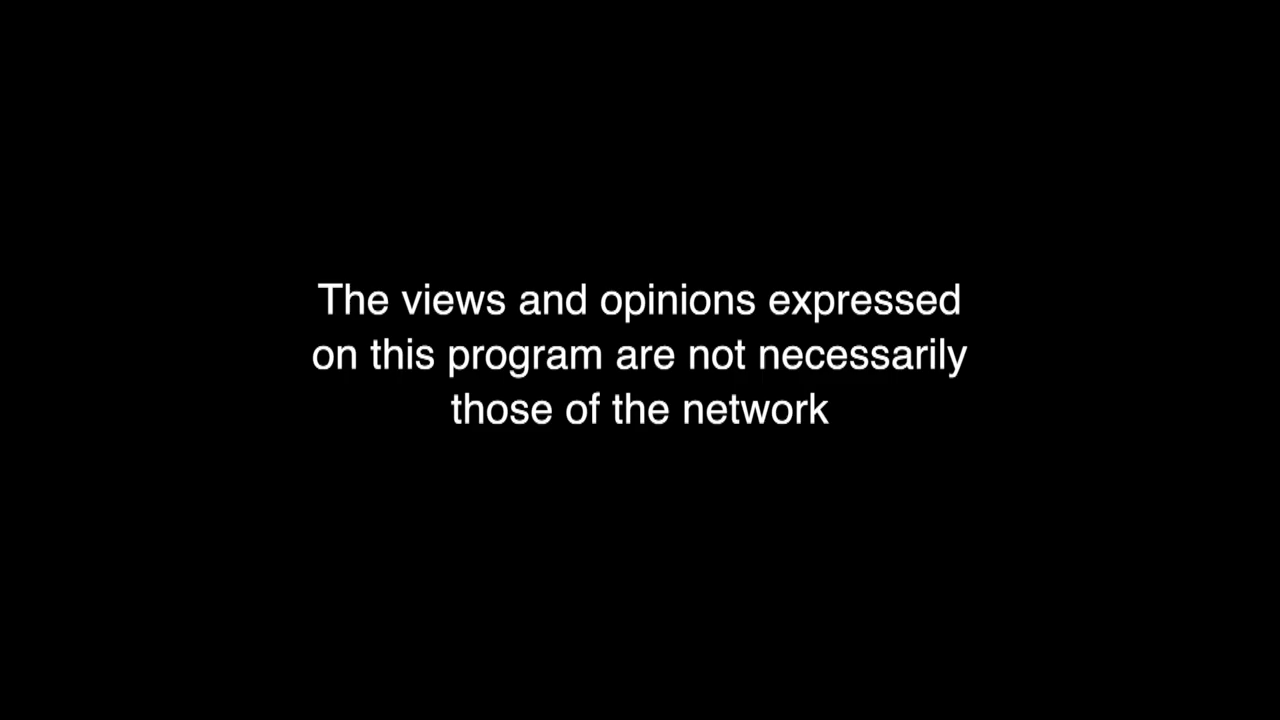 The views and opinions expressed
on this program are not necessarily
those of the network